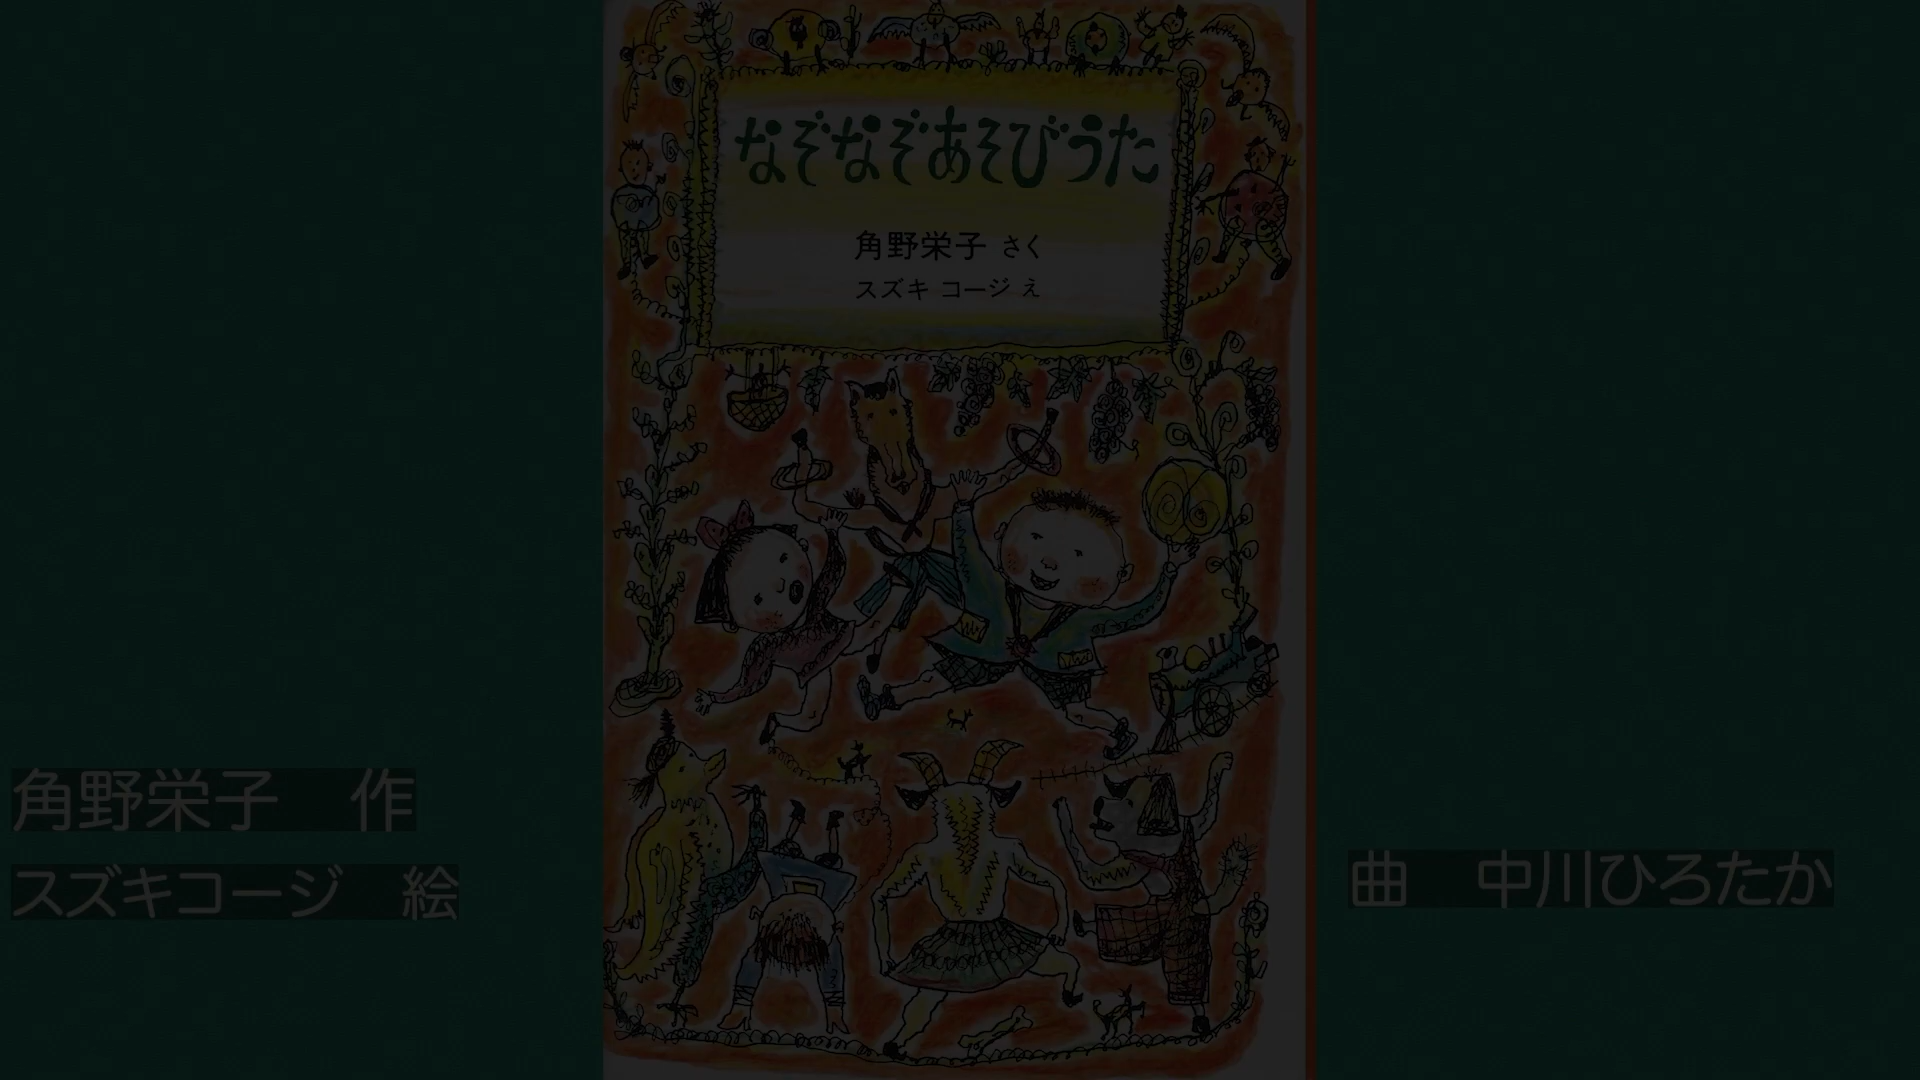 なぞなぞあそびうた
角野栄子 さく
スズキ コージ え
角野栄子　作
スズキコージ　絵
曲　中川ひろたか